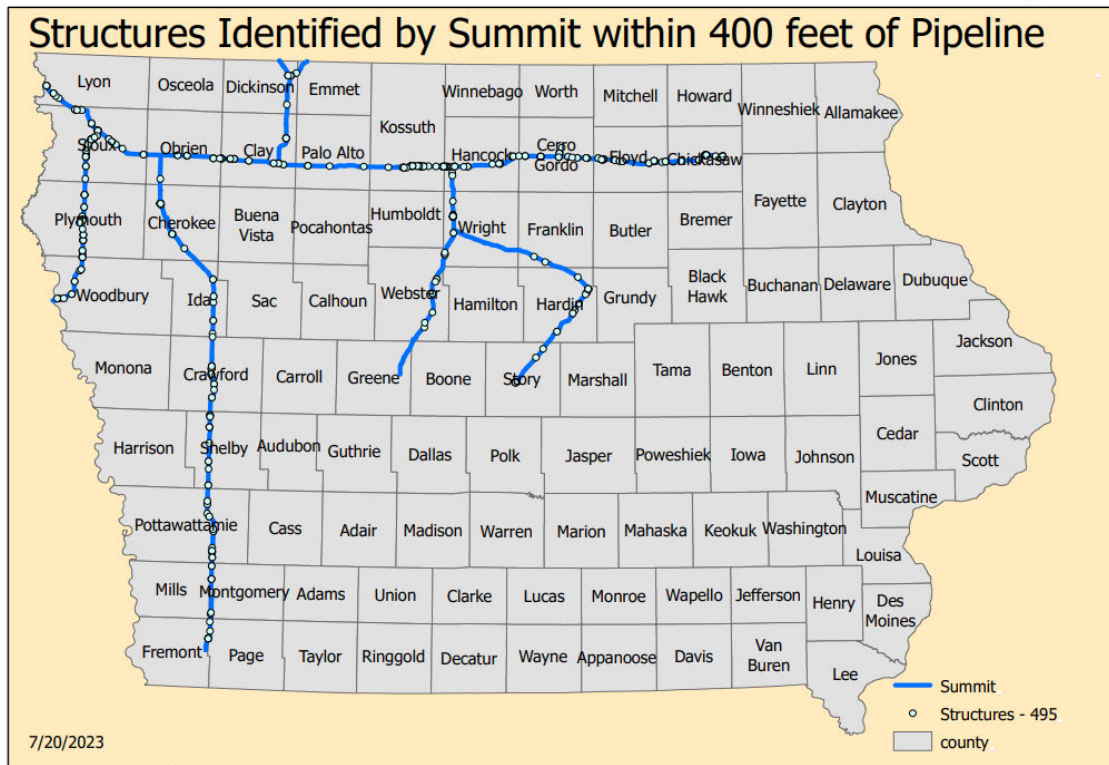 Structures Identified by Summit within 400 feet of Pipeline
Lyon
Osceola
Dickinson
Emmet
Winnebago
Worth
Mitchell
Howard
Winneshiek
Allamakee
Kossuth
Sioux
Obrien
Clay
Palo Alto
Hancock
Cerro
Gordo
Floyd
Chickasaw
Plymouth
Cherokee
Buena
Vista
Pocahontas
Humboldt
Wright
Franklin
Butler
Bremer
Fayette
Clayton
Woodbury
Ida
Sac
Calhoun
Webster
Hamilton
Hardin
Grundy
Black
Hawk
Buchanan
Delaware
Dubuque
Monona
Crawford
Carroll
Greene
Boone
Story
Marshall
Tama
Benton
Linn
Jones
Jackson
Clinton
Harrison
Shelby
Audubon
Guthrie
Dallas
Polk
Jasper
Poweshiek
Iowa
Johnson
Cedar
Scott
Muscatine
Pottawattamie
Cass
Adair
Madison
Warren
Marion
Mahaska
Keokuk
Washington
Louisa
Mills
Montgomery
Adams
Union
Clarke
Lucas
Monroe
Wapello
Jefferson
Henry
Des
Moines
Fremont
Page
Taylor
Ringgold
Decatur
Wayne
Appanoose
Davis
Van
Buren
Lee
Summit
Structures - 495
county
7/20/2023